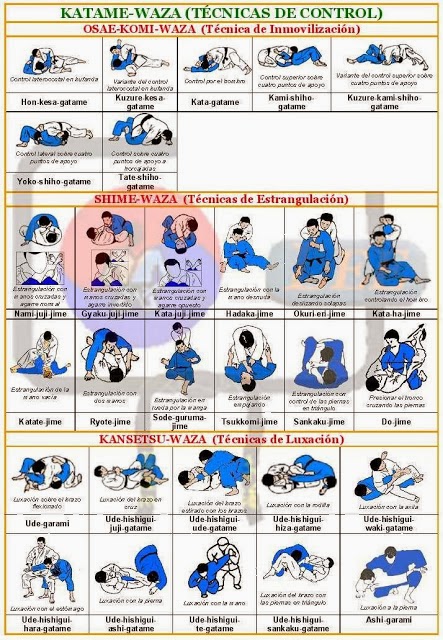 KATAME-WAZA (TÉCNICAS DE CONTROL)
OSAE-KOMI-WAZA (Técnica de Inmovilización)
Control laterocostal en bufanda
Hon-kesa-gatame
Variante del control
laterocostal en bufanda
Kuzure-kesa-
gatame
Control por el hombro
Kata-gatame
Control superior sobre
cuatro puntos de apoyo
Kami-shiho-
gatame
Variante del control superior sobre
cuatro puntos de apoyo
Kuzure-kami-shiho-
gatame
Control lateral sobre cuatro
puntos de apoyo
Yoko-shiho-gatame
Control sobre cuatro
puntos de apoyo a
horcajadas
Tate-shiho-
gatame
SHIME-WAZA (Técnicas de Estrangulación)
Estrangulación con
manos cruzadas y
agarre normal
Nami-juji-jime
Estrangulación con
manos cruzadas y
agarre invertido
Gyaku-juji-jime
Estrangulación con
manos cruzadas y
agarre opuesto
Kata-juji-jime
Estrangulación con
la mano desnuda
Hadaka-jime
Estrangulación
deslizando solapas
Okuri-eri-jime
Estrangulación
controlando el hombro
Kata-ha-jime
Estrangulación de la
mano vacía
Katate-jime
Estrangulación con
dos manos
Ryote-jime
Estrangulación en
rueda por la manga
Sode-guruma-
jime
Estrangulación
empujando
Tsukkomi-jime
Estrangulación con
control de las piernas
en triángulo
Sankaku-jime
Presionar el tronco
cruzando las piernas
Do-jime
KANSETSU-WAZA (Técnicas de Luxación)
Luxación sobre el brazo
flexionado
Ude-garami
Luxación del brazo en
cruz
Ude-hishigui-
juji-gatame
Luxación del brazo
estirado con los brazos
Ude-hishigui-
ude-gatame
Luxación con la rodilla
Ude-hishigui-
hiza-gatame
Luxación con la axila
Ude-hishigui-
waki-gatame
Luxación con el estómago
Ude-hishigui-
hara-gatame
Luxación con la pierna
Ude-hishigui-
ashi-gatame
Luxación con la mano
Ude-hishigui-
te-gatame
Luxación del brazo con
las piernas en triángulo
Ude-hishigui-
sankaku-gatame
Luxación a la pierna
Ashi-garami